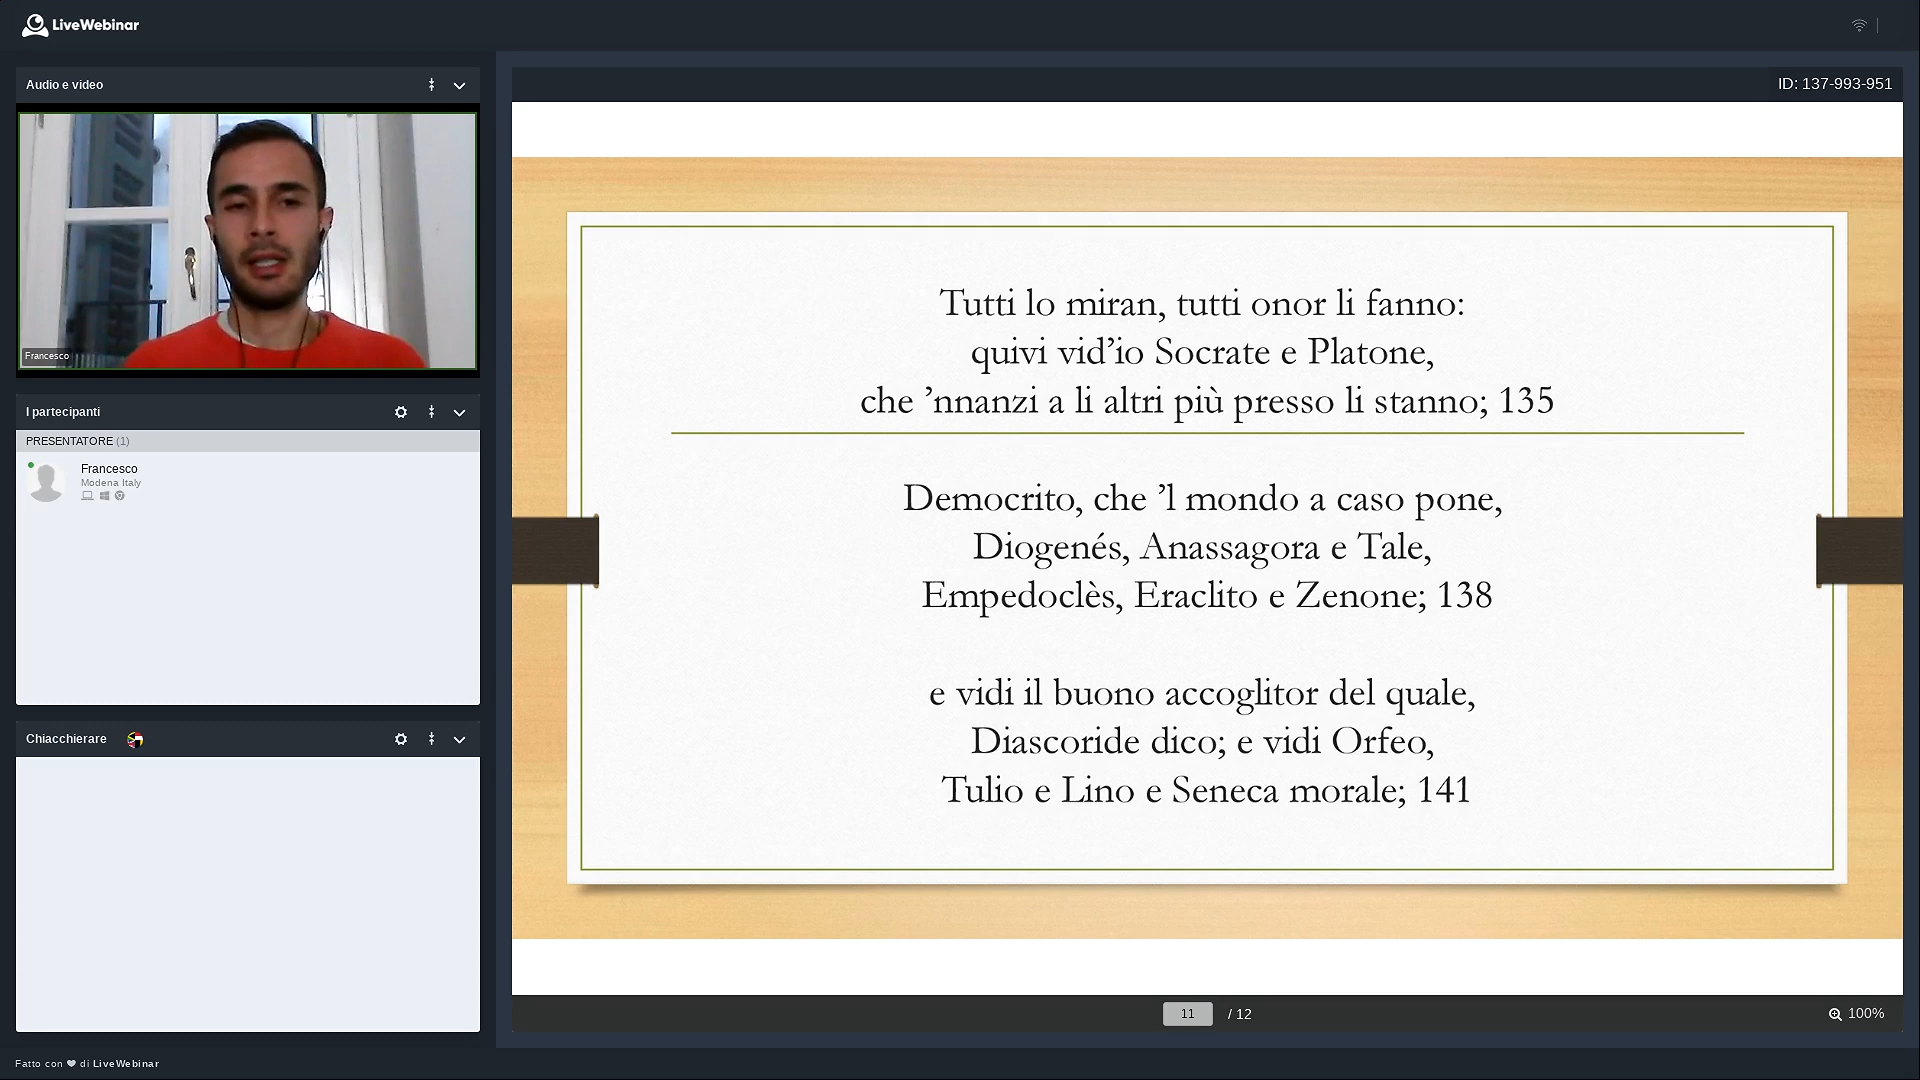 LiveWebinar
Audio e video
ID: 137-993-951
Francesco
I partecipanti
PRESENTATORE (1)
Francesco
Modena Italy
Chiacchierare
Tutti lo miran, tutti onor li fanno:
quivi vid’io Socrate e Platone,
che ’nnanzi a li altri più presso li stanno; 135
Democrito, che ’l mondo a caso pone,
Diogenés, Anassagora e Tale,
Empedoclès, Eraclito e Zenone; 138
e vidi il buono accoglitor del quale,
Diascoride dico; e vidi Orfeo,
Tulio e Lino e Seneca morale; 141
11 / 12
100%
Fatto con ❤ di LiveWebinar